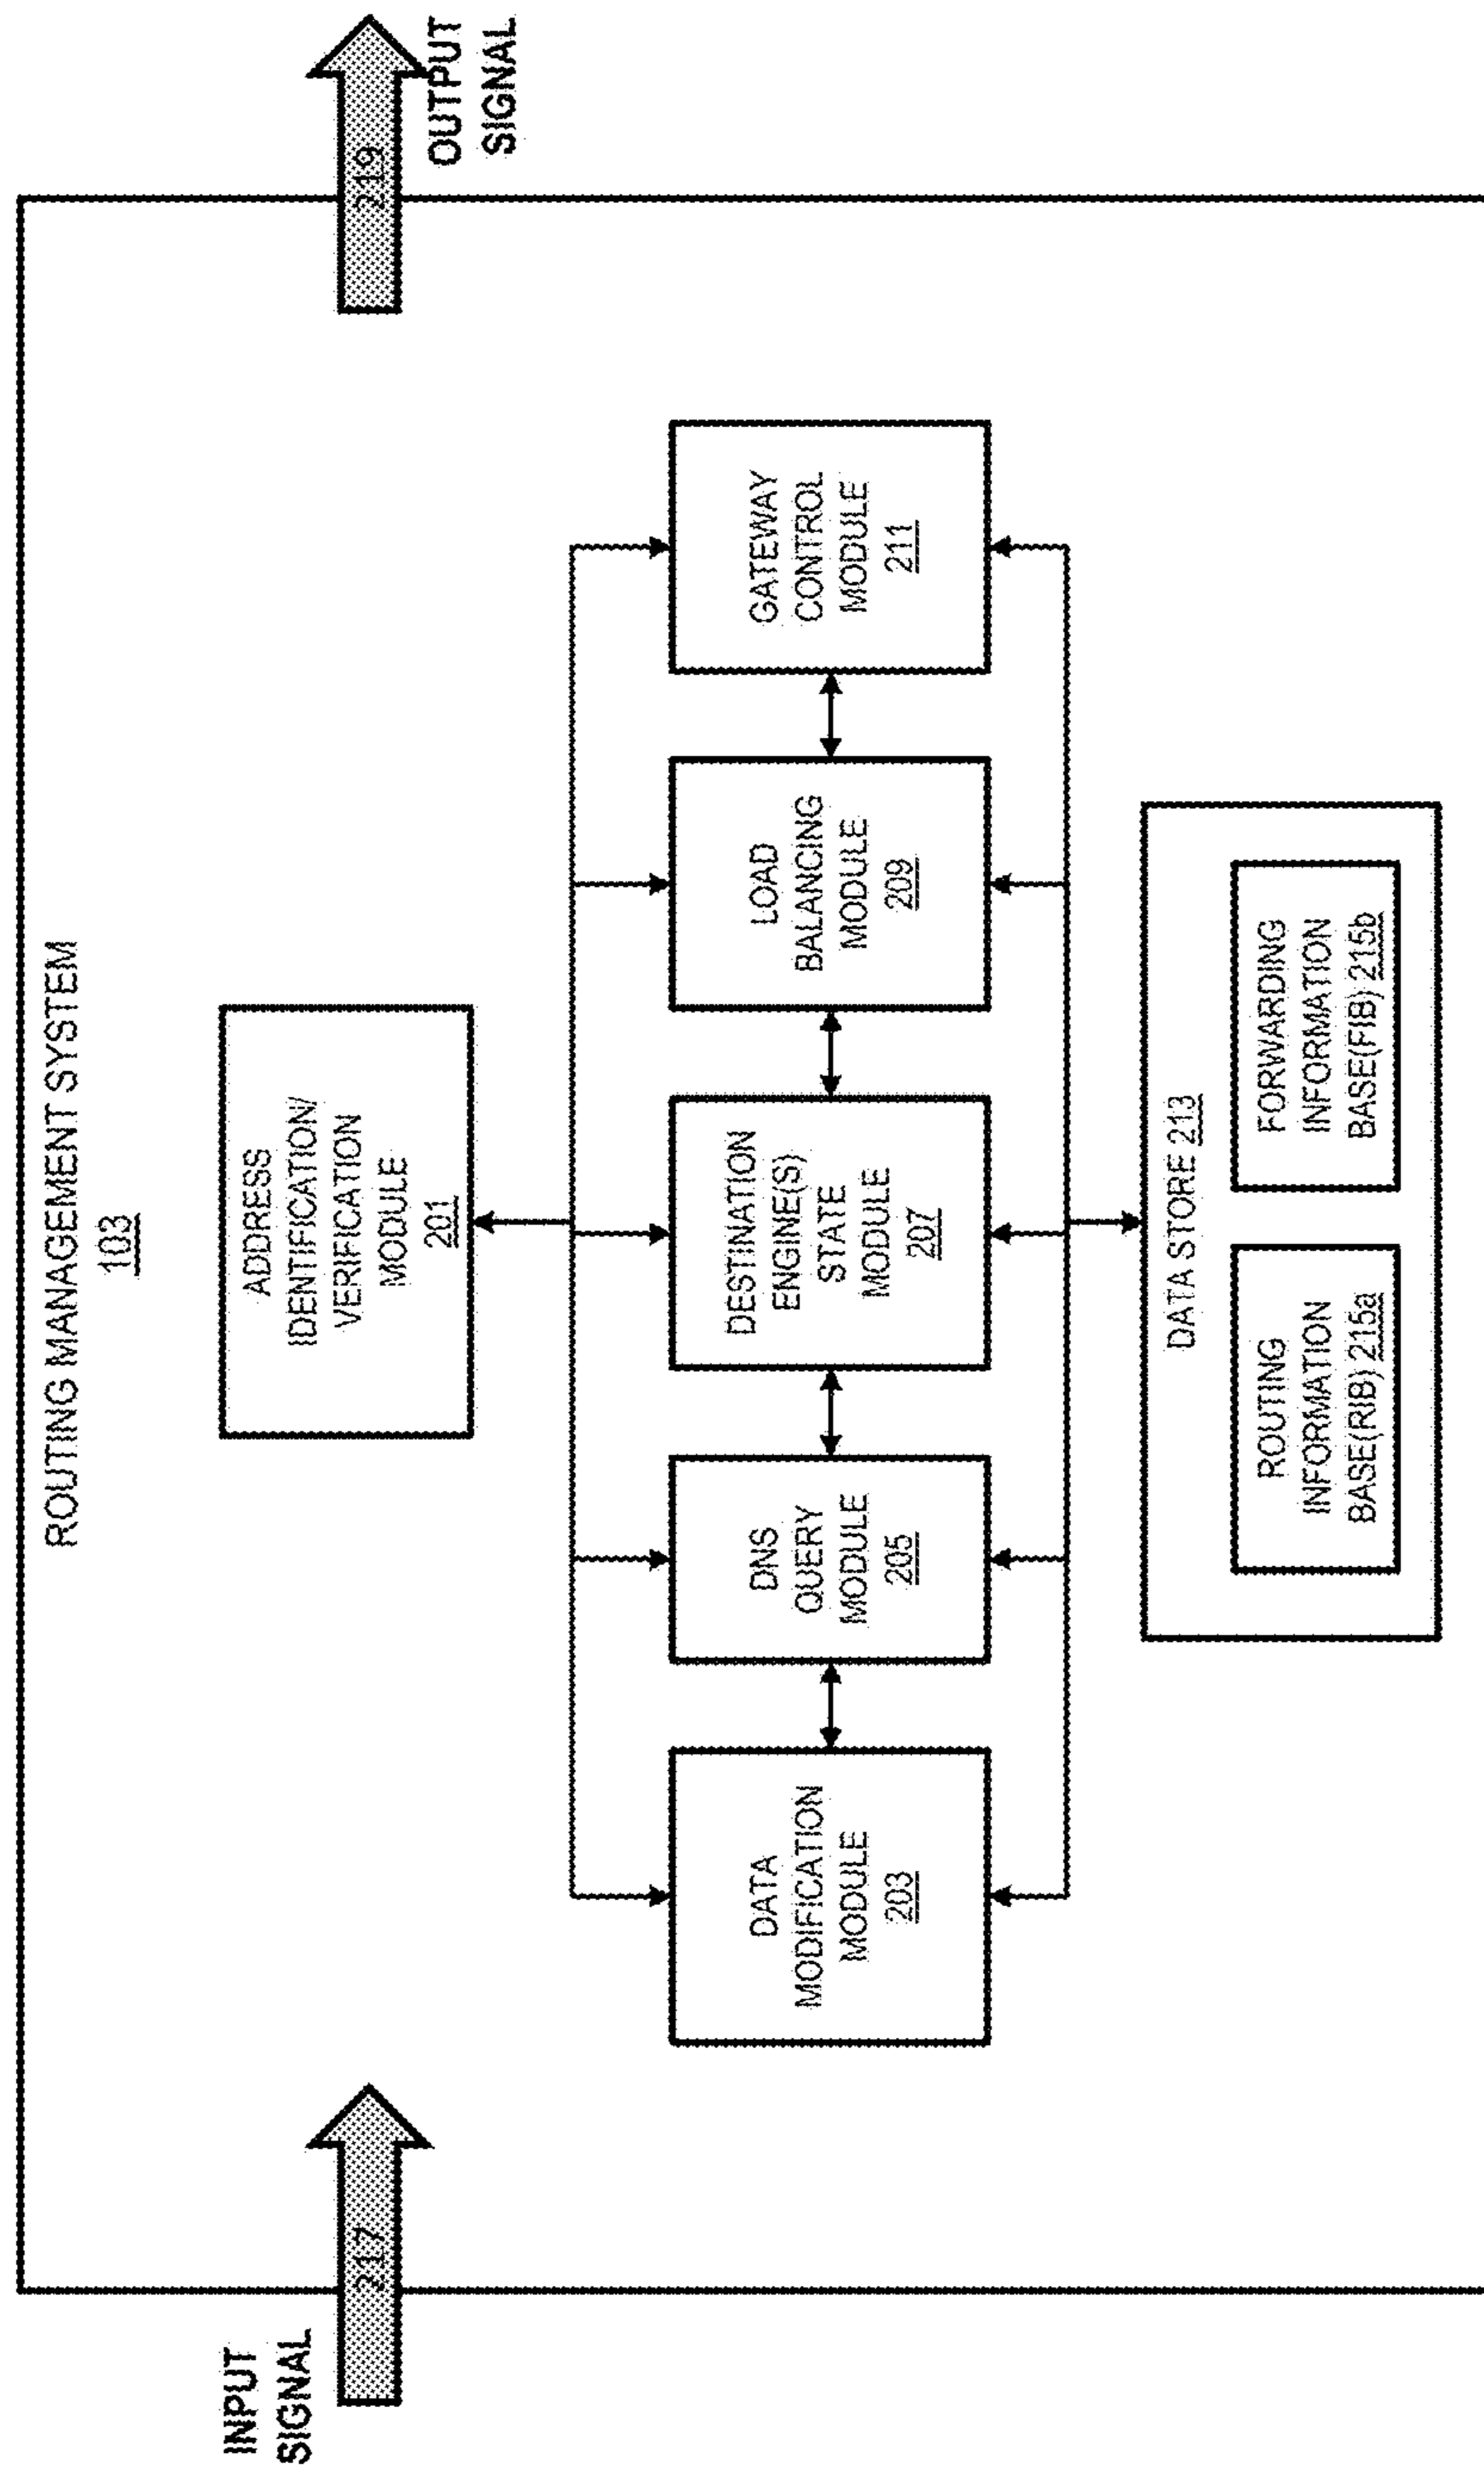 ROUTING MANAGEMENT SYSTEM
103
INPUT
SIGNAL
217
219
OUTPUT
SIGNAL
ADDRESS
IDENTIFICATION/
VERIFICATION
MODULE
201
DATA
MODIFICATION
MODULE
203
DNS
QUERY
MODULE
205
DESTINATION
ENGINE(S)
STATE
MODULE
207
LOAD
BALANCING
MODULE
209
GATEWAY
CONTROL
MODULE
211
DATA STORE 213
ROUTING
INFORMATION
BASE(RIB) 215a
FORWARDING
INFORMATION
BASE(FIB) 215b